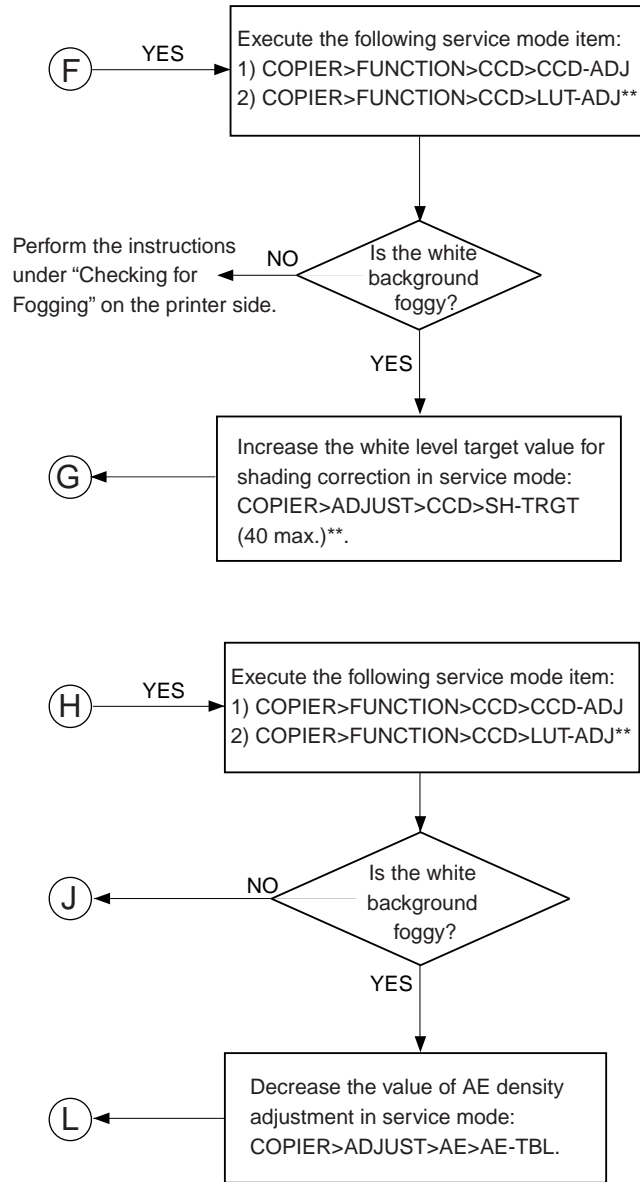 F
YES
Execute the following service mode item:
1) COPIER>FUNCTION>CCD>CCD-ADJ
2) COPIER>FUNCTION>CCD>LUT-ADJ**
Perform the instructions
under “Checking for
Fogging” on the printer side.
NO
Is the white
background
foggy?
YES
G
Increase the white level target value for
shading correction in service mode:
COPIER>ADJUST>CCD>SH-TRGT
(40 max.)**.
H
YES
Execute the following service mode item:
1) COPIER>FUNCTION>CCD>CCD-ADJ
2) COPIER>FUNCTION>CCD>LUT-ADJ**
J
NO
Is the white
background
foggy?
YES
L
Decrease the value of AE density
adjustment in service mode:
COPIER>ADJUST>AE>AE-TBL.